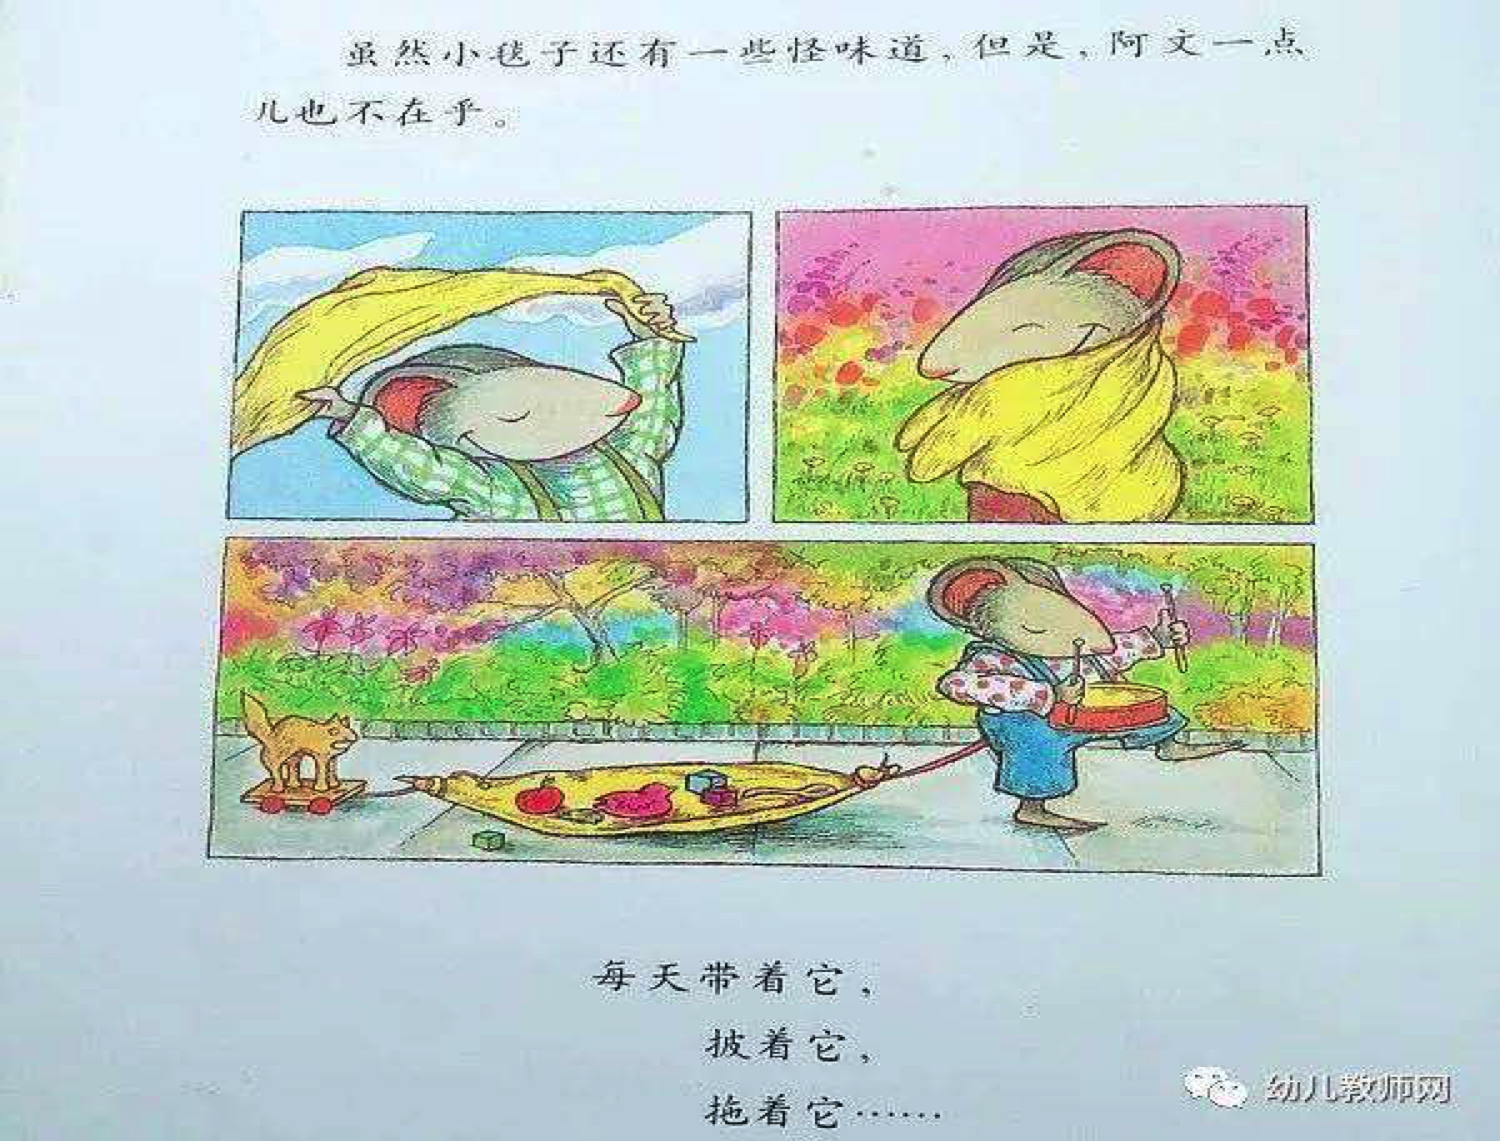 虽然小毯子还有一些怪味道，但是，阿文一点
儿也不在乎。
每天带着它，
披着它，
拖着它……
幼儿教师网